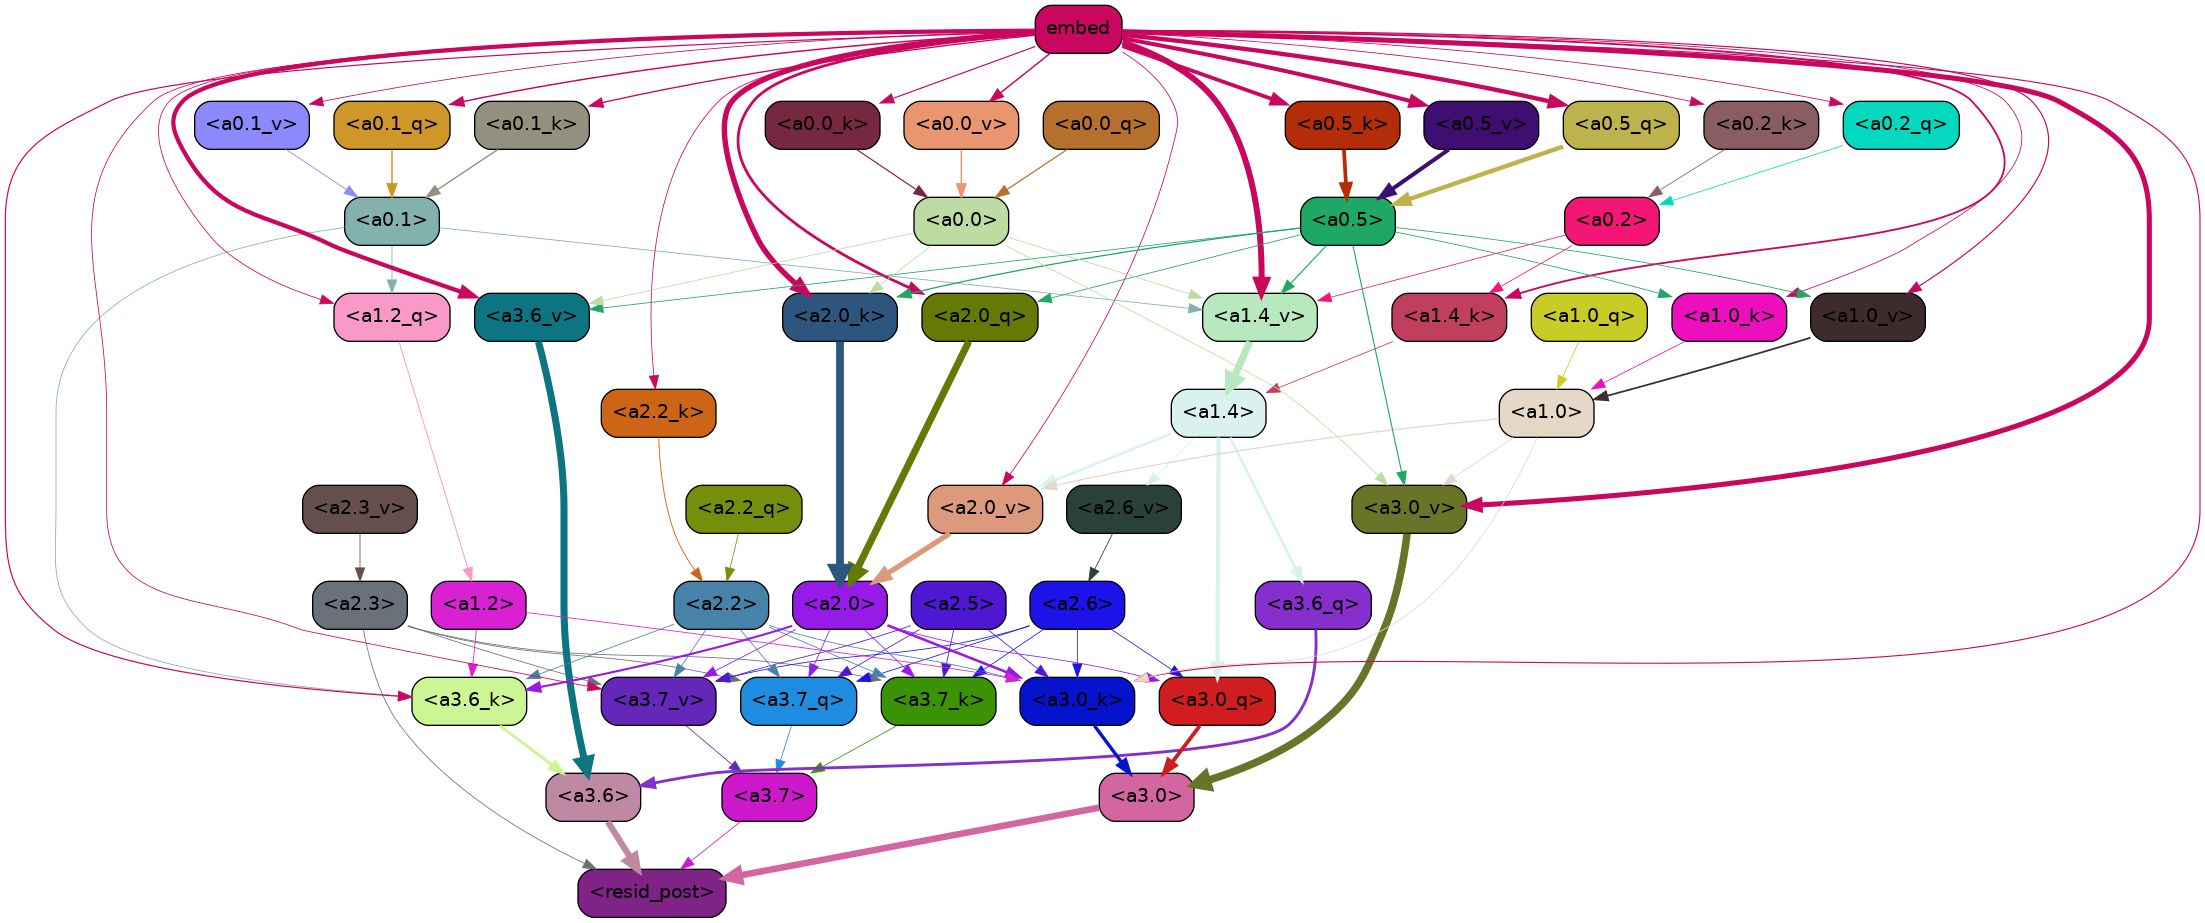 embed
<a0.1_v>
<a0.1_q>
<a0.1_k>
<a0.0_k>
<a0.0_v>
<a0.0_q>
<a0.5_k>
<a0.5_v>
<a0.5_q>
<a0.2_k>
<a0.2_q>
<a0.1>
<a0.0>
<a0.5>
<a0.2>
<a1.2_q>
<a3.6_v>
<a2.0_k>
<a2.0_q>
<a1.4_v>
<a1.4_k>
<a1.0_q>
<a1.0_k>
<a1.0_v>
<a2.2_k>
<a1.4>
<a1.0>
<a2.3_v>
<a2.2_q>
<a2.0_v>
<a2.6_v>
<a3.0_v>
<a2.3>
<a1.2>
<a2.2>
<a2.0>
<a2.5>
<a2.6>
<a3.6_q>
<a3.6_k>
<a3.7_v>
<a3.7_q>
<a3.7_k>
<a3.0_k>
<a3.0_q>
<a3.6>
<a3.7>
<a3.0>
<resid_post>